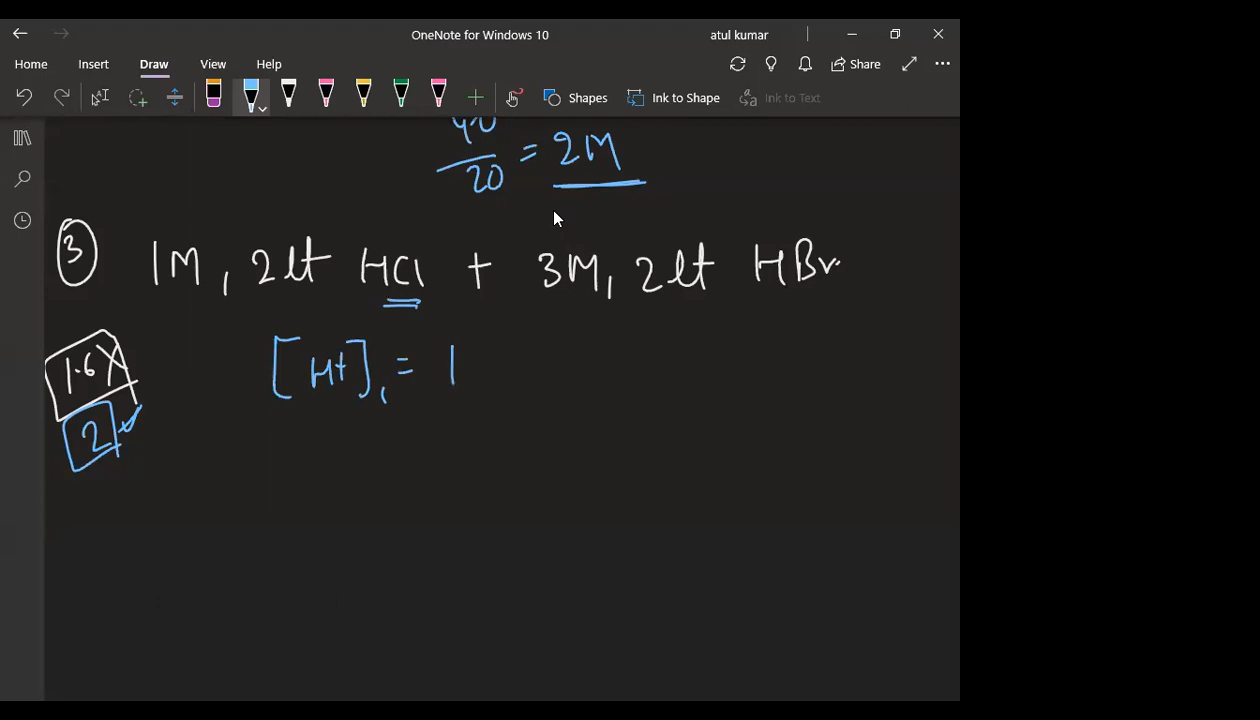 OneNote for Windows 10
atul kumar
Home Insert Draw View Help
Share
Shapes
Ink to Shape
Ink to Text
40
20 = 2M
③ 1M, 2lt HCl + 3M, 2lt HBr
[H+]₁ = 1
1.6X
2✓